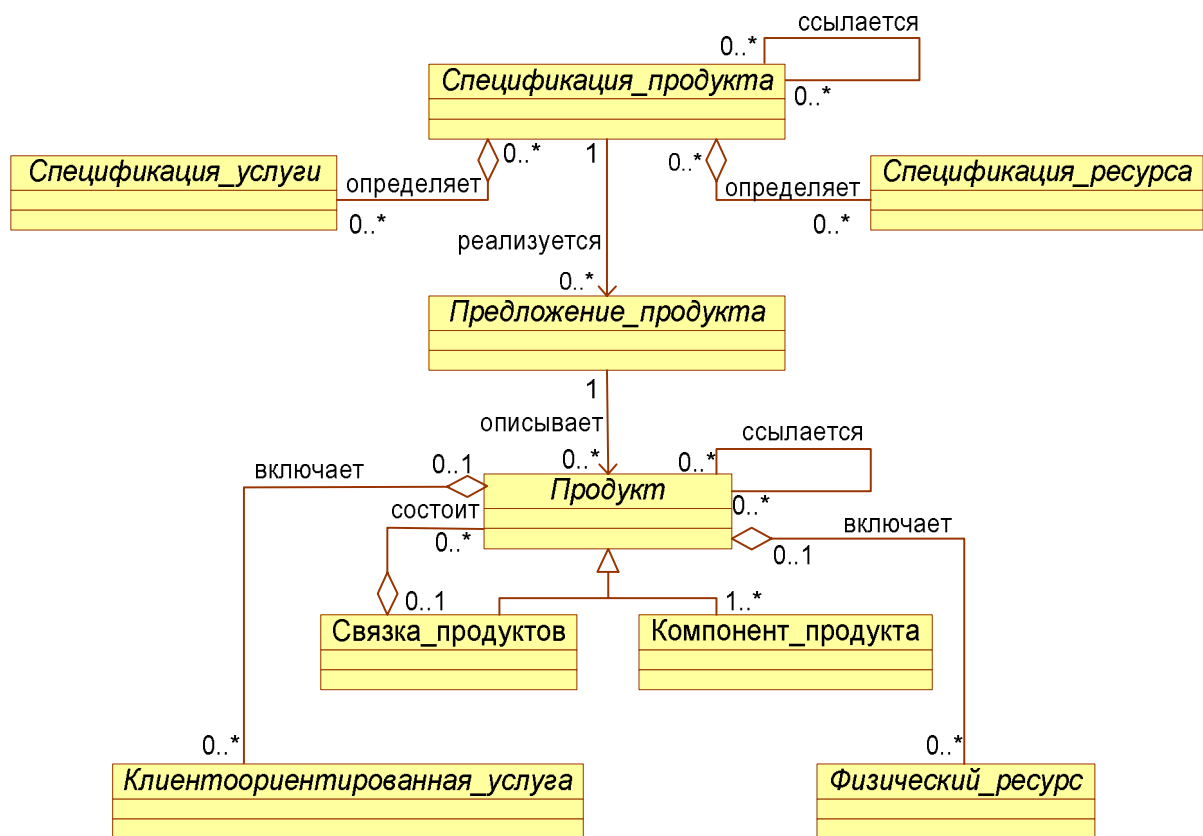 ссылается
0..*
Спецификация_продукта
0..*
0..*
1
0..*
Спецификация_услуги
определяет
0..*
Спецификация_ресурса
определяет
0..*
реализуется
0..*
Предложение_продукта
1
описывает
0..*
ссылается
0..*
включает
0..1
Продукт
0..*
состоит
0..*
включает
0..1
0..1
1..*
Связка_продуктов
Компонент_продукта
0..*
0..*
Клиентоориентированная_услуга
Физический_ресурс